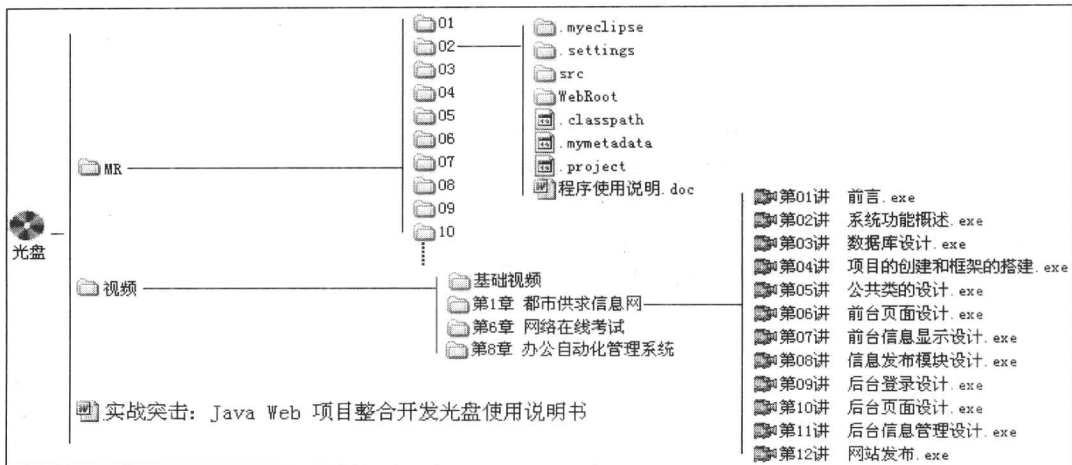 光盘
MR
01
02
03
04
05
06
07
08
09
10
.myeclipse
.settings
src
WebRoot
.classpath
.mymetadata
.project
程序使用说明.doc
视频
基础视频
第1章 都市供求信息网
第6章 网络在线考试
第8章 办公自动化管理系统
第01讲 前言.exe
第02讲 系统功能概述.exe
第03讲 数据库设计.exe
第04讲 项目的创建和框架的搭建.exe
第05讲 公共类的设计.exe
第06讲 前台页面设计.exe
第07讲 前台信息显示设计.exe
第08讲 信息发布模块设计.exe
第09讲 后台登录设计.exe
第10讲 后台页面设计.exe
第11讲 后台信息管理设计.exe
第12讲 网站发布.exe
实战突击: Java Web 项目整合开发光盘使用说明书